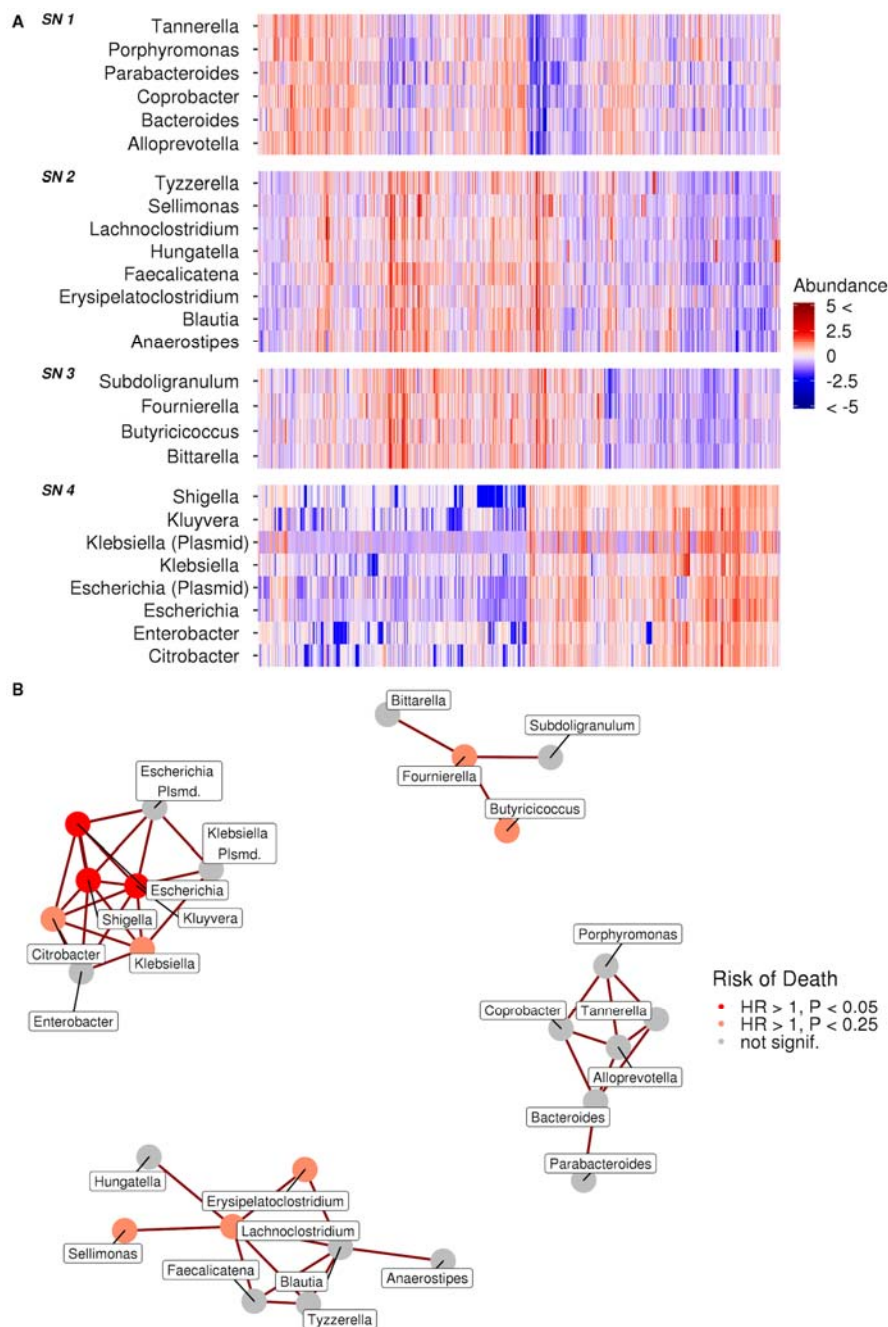 A
SN 1
Tannerella
Porphyromonas
Parabacteroides
Coprobacter
Bacteroides
Alloprevotella
SN 2
Tyzzerella
Sellimonas
Lachnoclostridium
Hungatella
Faecalicatena
Erysipelatoclostridium
Blautia
Anaerostipes
SN 3
Subdoligranulum
Fournierella
Butyricicoccus
Bittarella
SN 4
Shigella
Kluyvera
Klebsiella (Plasmid)
Klebsiella
Escherichia (Plasmid)
Escherichia
Enterobacter
Citrobacter
Abundance
5 <
2.5
0
-2.5
< -5
B
Bittarella
Subdoligranulum
Fournierella
Butyricicoccus
Escherichia
Plsmd.
Klebsiella
Plsmd.
Escherichia
Kluyvera
Shigella
Citrobacter
Klebsiella
Enterobacter
Porphyromonas
Coprobacter
Tannerella
Alloprevotella
Bacteroides
Parabacteroides
Risk of Death
HR > 1, P < 0.05
HR > 1, P < 0.25
not signif.
Hungatella
Erysipelatoclostridium
Lachnoclostridium
Sellimonas
Faecalicatena
Blautia
Anaerostipes
Tyzzerella